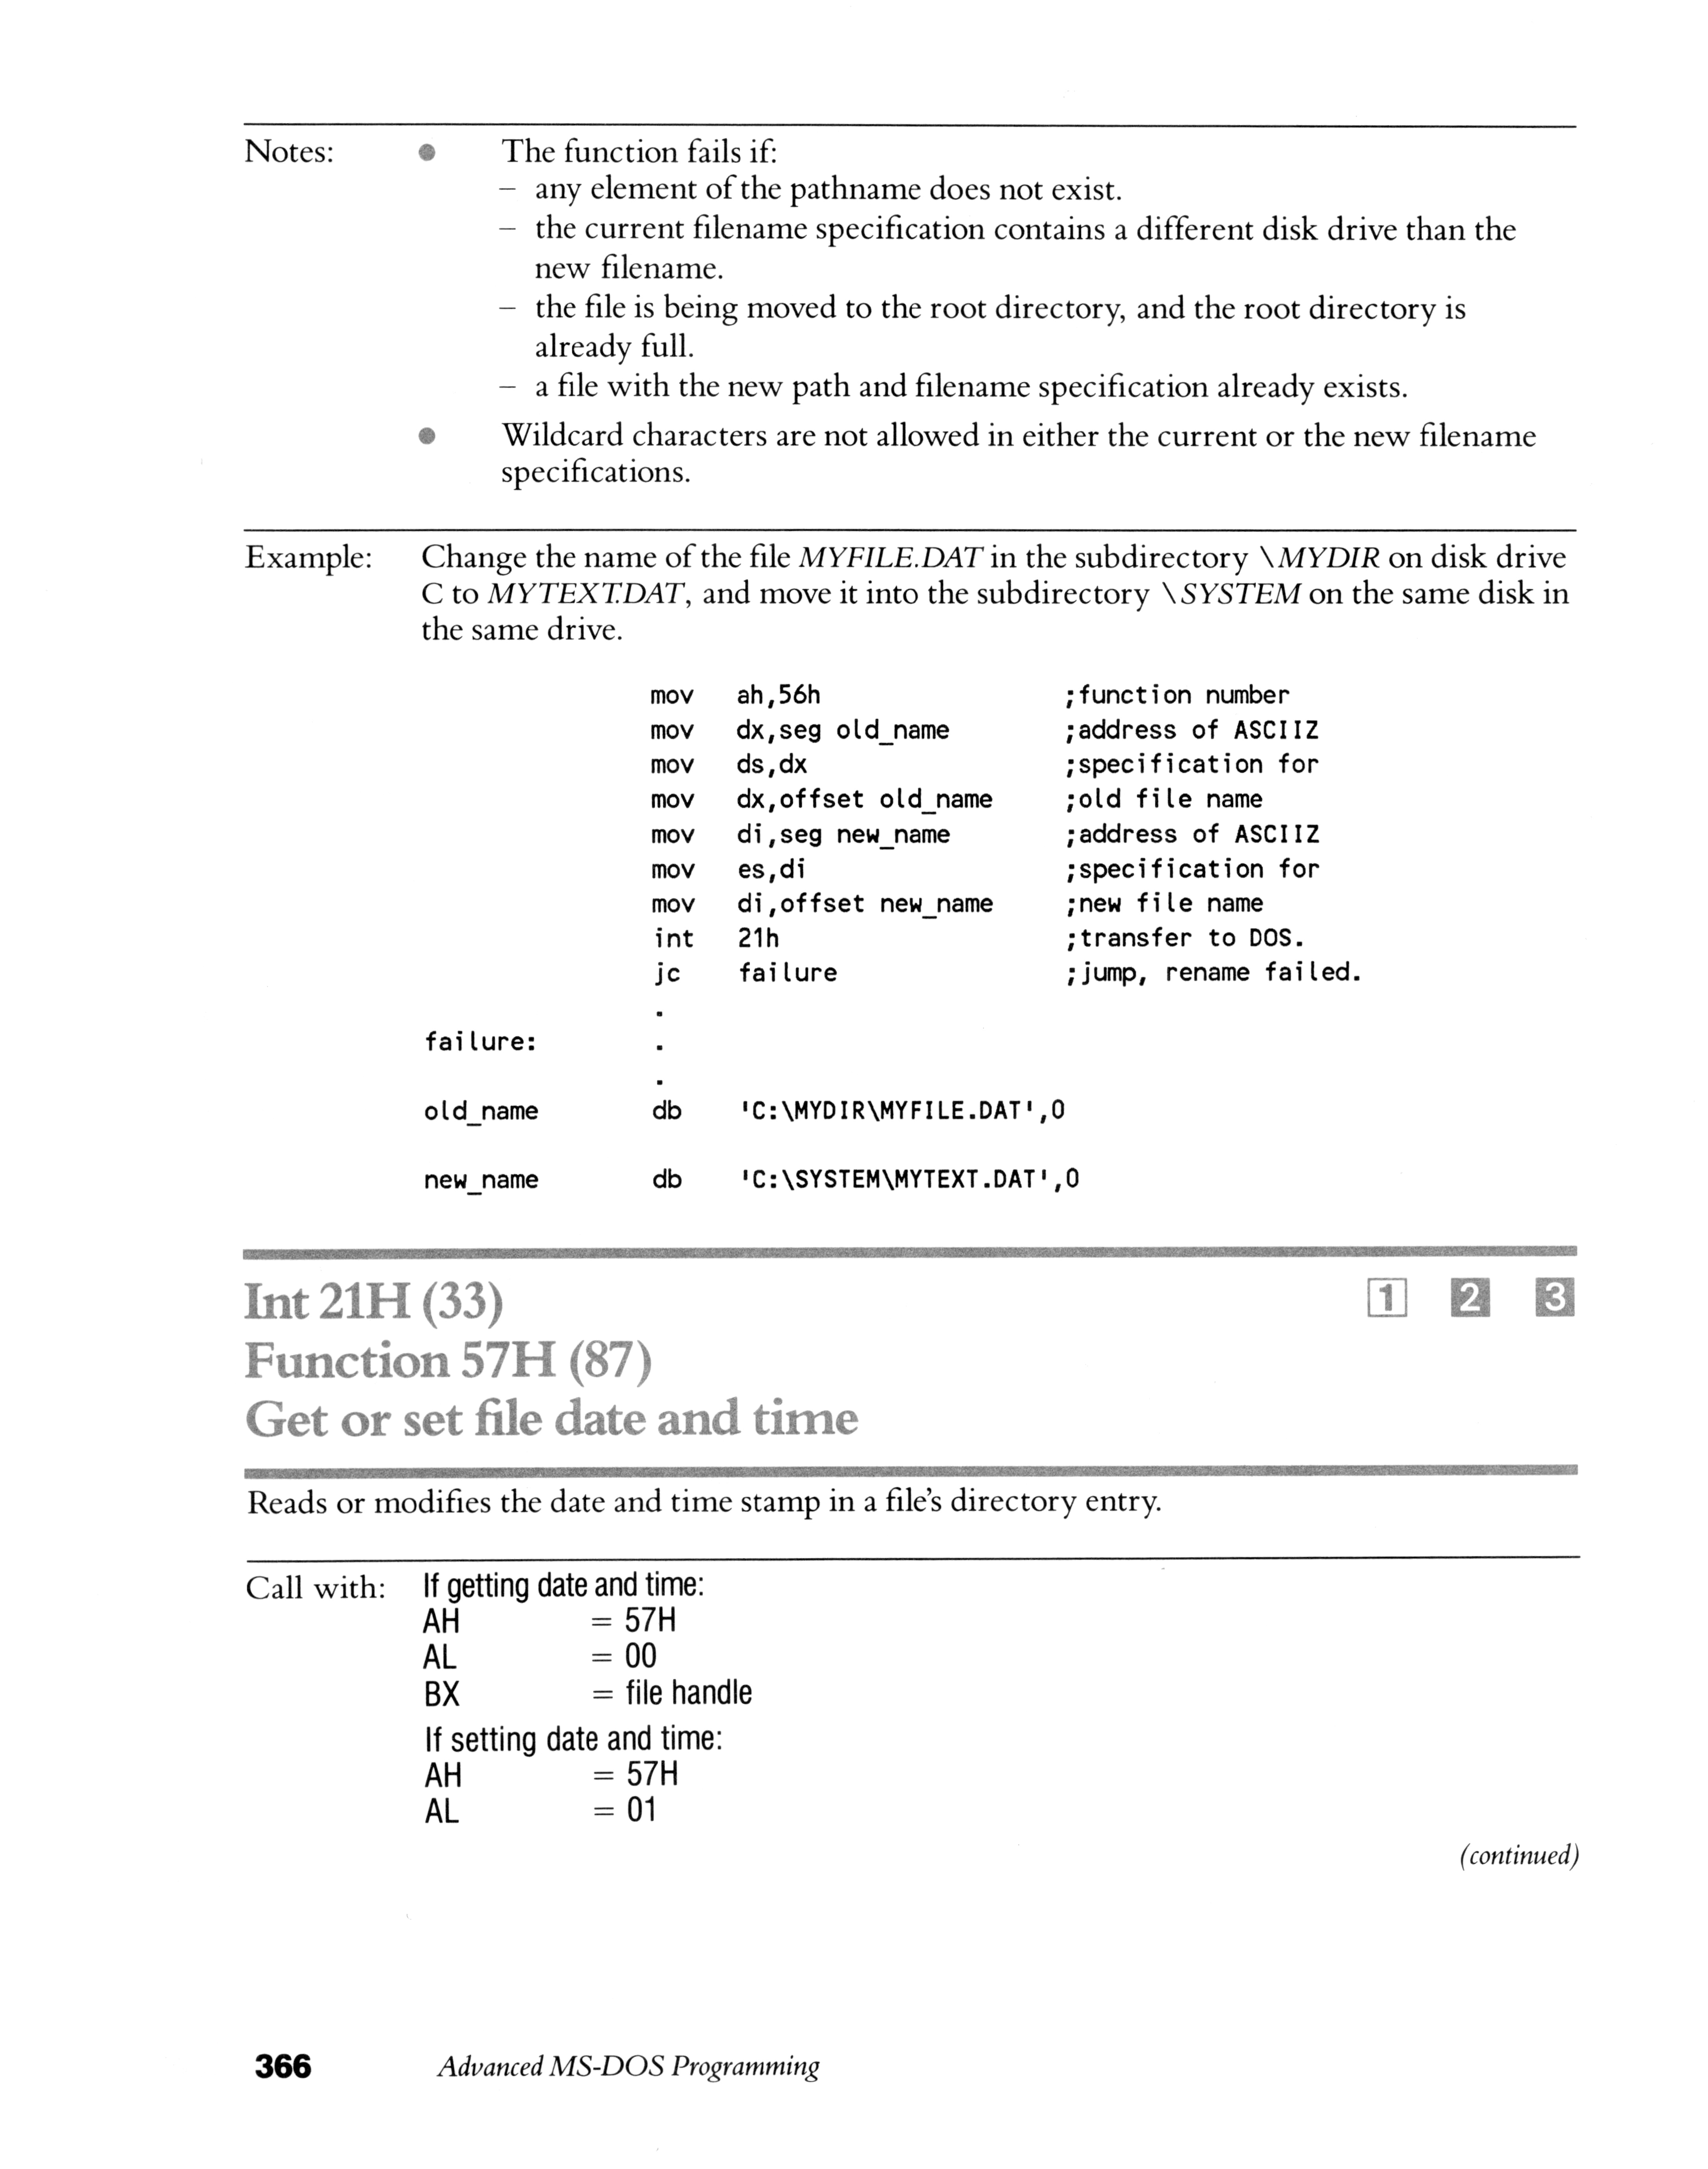 Notes: ● The function fails if:
– any element of the pathname does not exist.
– the current filename specification contains a different disk drive than the
new filename.
– the file is being moved to the root directory, and the root directory is
already full.
– a file with the new path and filename specification already exists.
● Wildcard characters are not allowed in either the current or the new filename
specifications.
Example: Change the name of the file MYFILE.DAT in the subdirectory \MYDIR on disk drive
C to MYTEXT.DAT, and move it into the subdirectory \SYSTEM on the same disk in
the same drive.
mov ah,56h ;function number
mov dx,seg old_name ;address of ASCIIZ
mov ds,dx ;specification for
mov dx,offset old_name ;old file name
mov di,seg new_name ;address of ASCIIZ
mov es,di ;specification for
mov di,offset new_name ;new file name
int 21h ;transfer to DOS.
jc failure ;jump, rename failed.
.
failure: .
.
old_name db 'C:\MYDIR\MYFILE.DAT',0
new_name db 'C:\SYSTEM\MYTEXT.DAT',0
Int 21H (33) 1 2 3
Function 57H (87)
Get or set file date and time
Reads or modifies the date and time stamp in a file's directory entry.
Call with: If getting date and time:
AH = 57H
AL = 00
BX = file handle
If setting date and time:
AH = 57H
AL = 01
(continued)
366 Advanced MS-DOS Programming